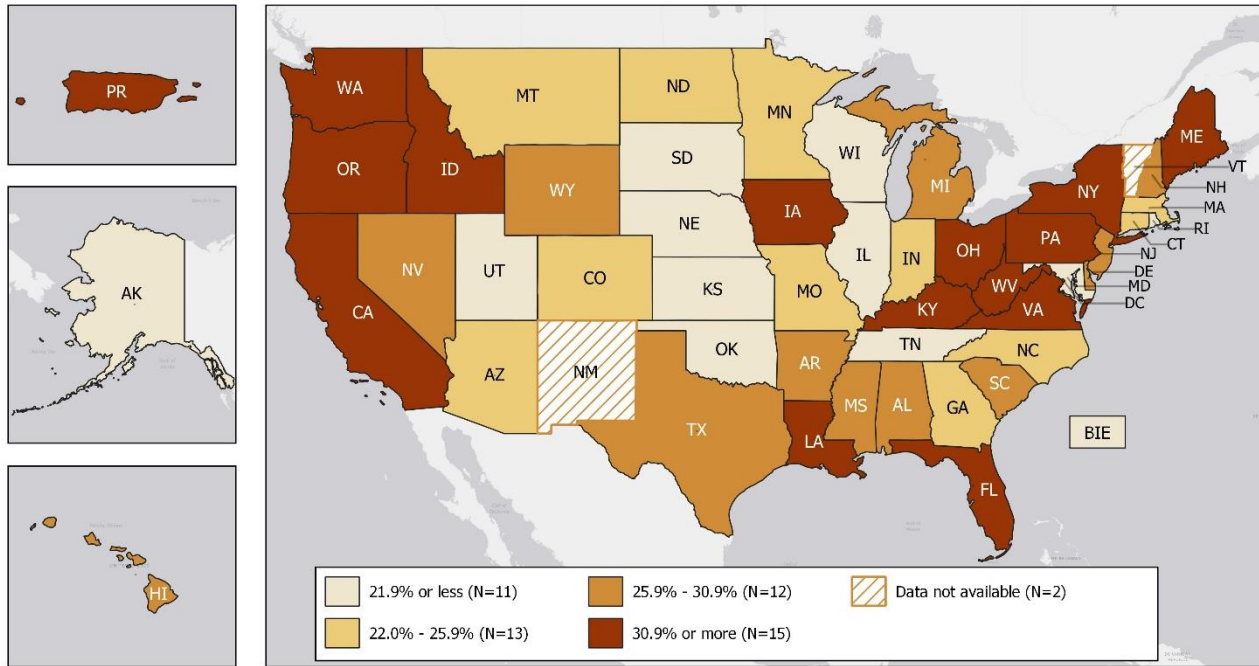 PR
AK
HI
WA
MT
ND
MN
ME
OR
ID
SD
WI
VT
WY
MI
NY
NH
MA
IA
NE
PA
RI
CT
NV
UT
IL
IN
OH
NJ
CO
KS
MO
WV
VA
DE
MD
DC
CA
KY
AZ
NM
OK
AR
TN
NC
SC
MS
AL
GA
TX
LA
BIE
FL
21.9% or less (N=11)
25.9% - 30.9% (N=12)
Data not available (N=2)
22.0% - 25.9% (N=13)
30.9% or more (N=15)